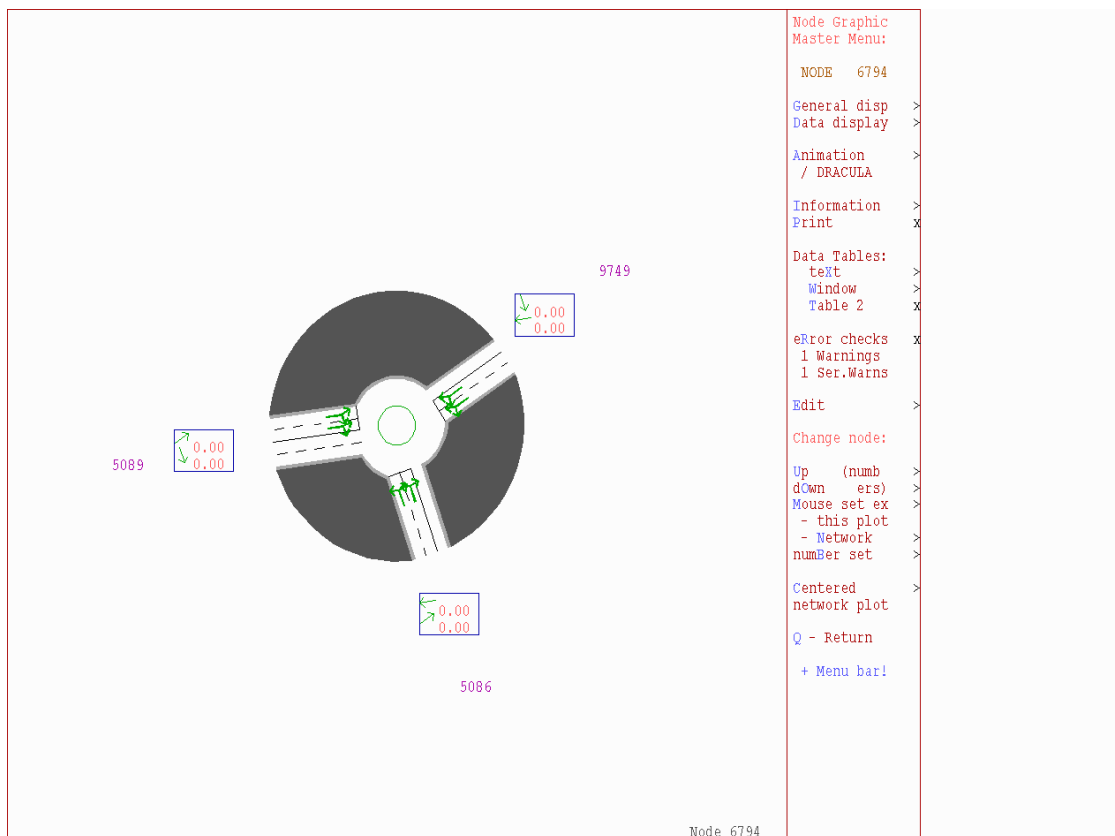 Node Graphic
Master Menu:
NODE 6794
General disp >
Data display >
Animation >
/ DRACULA
Information >
Print x
Data Tables:
teXt >
Window >
Table 2 x
eRror checks x
1 Warnings
1 Ser.Warns
Edit >
Change node:
Up (numb >
dOwn ers) >
Mouse set ex >
- this plot
- Network >
numBer set >
Centered >
network plot
Q - Return
+ Menu bar!
9749
0.00
0.00
5089
0.00
0.00
0.00
0.00
5086
Node 6794